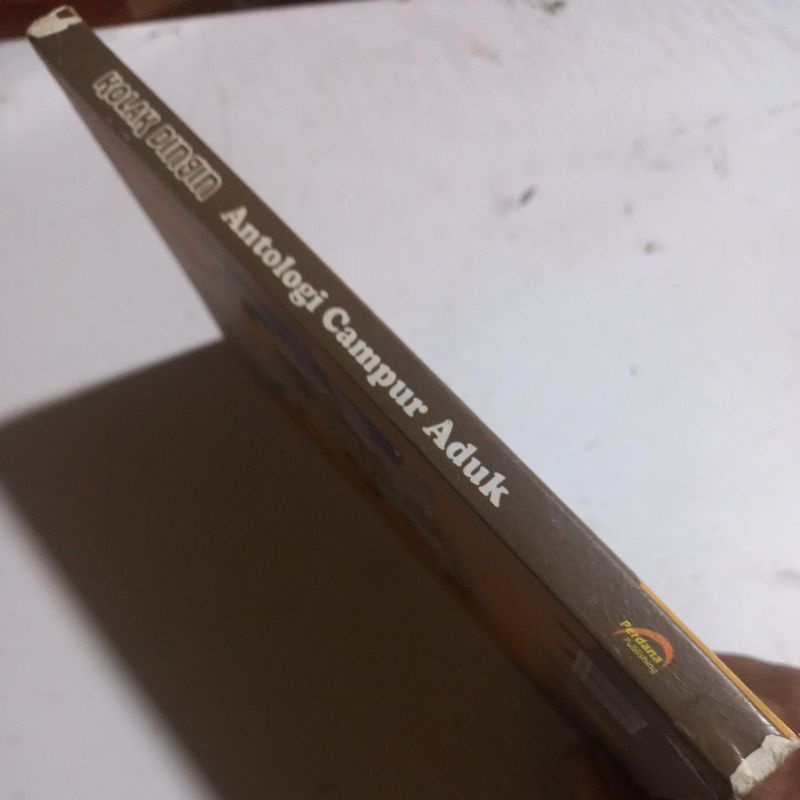 KOLAK DINGIN
Antologi Campur Aduk
Perdana
Publishing